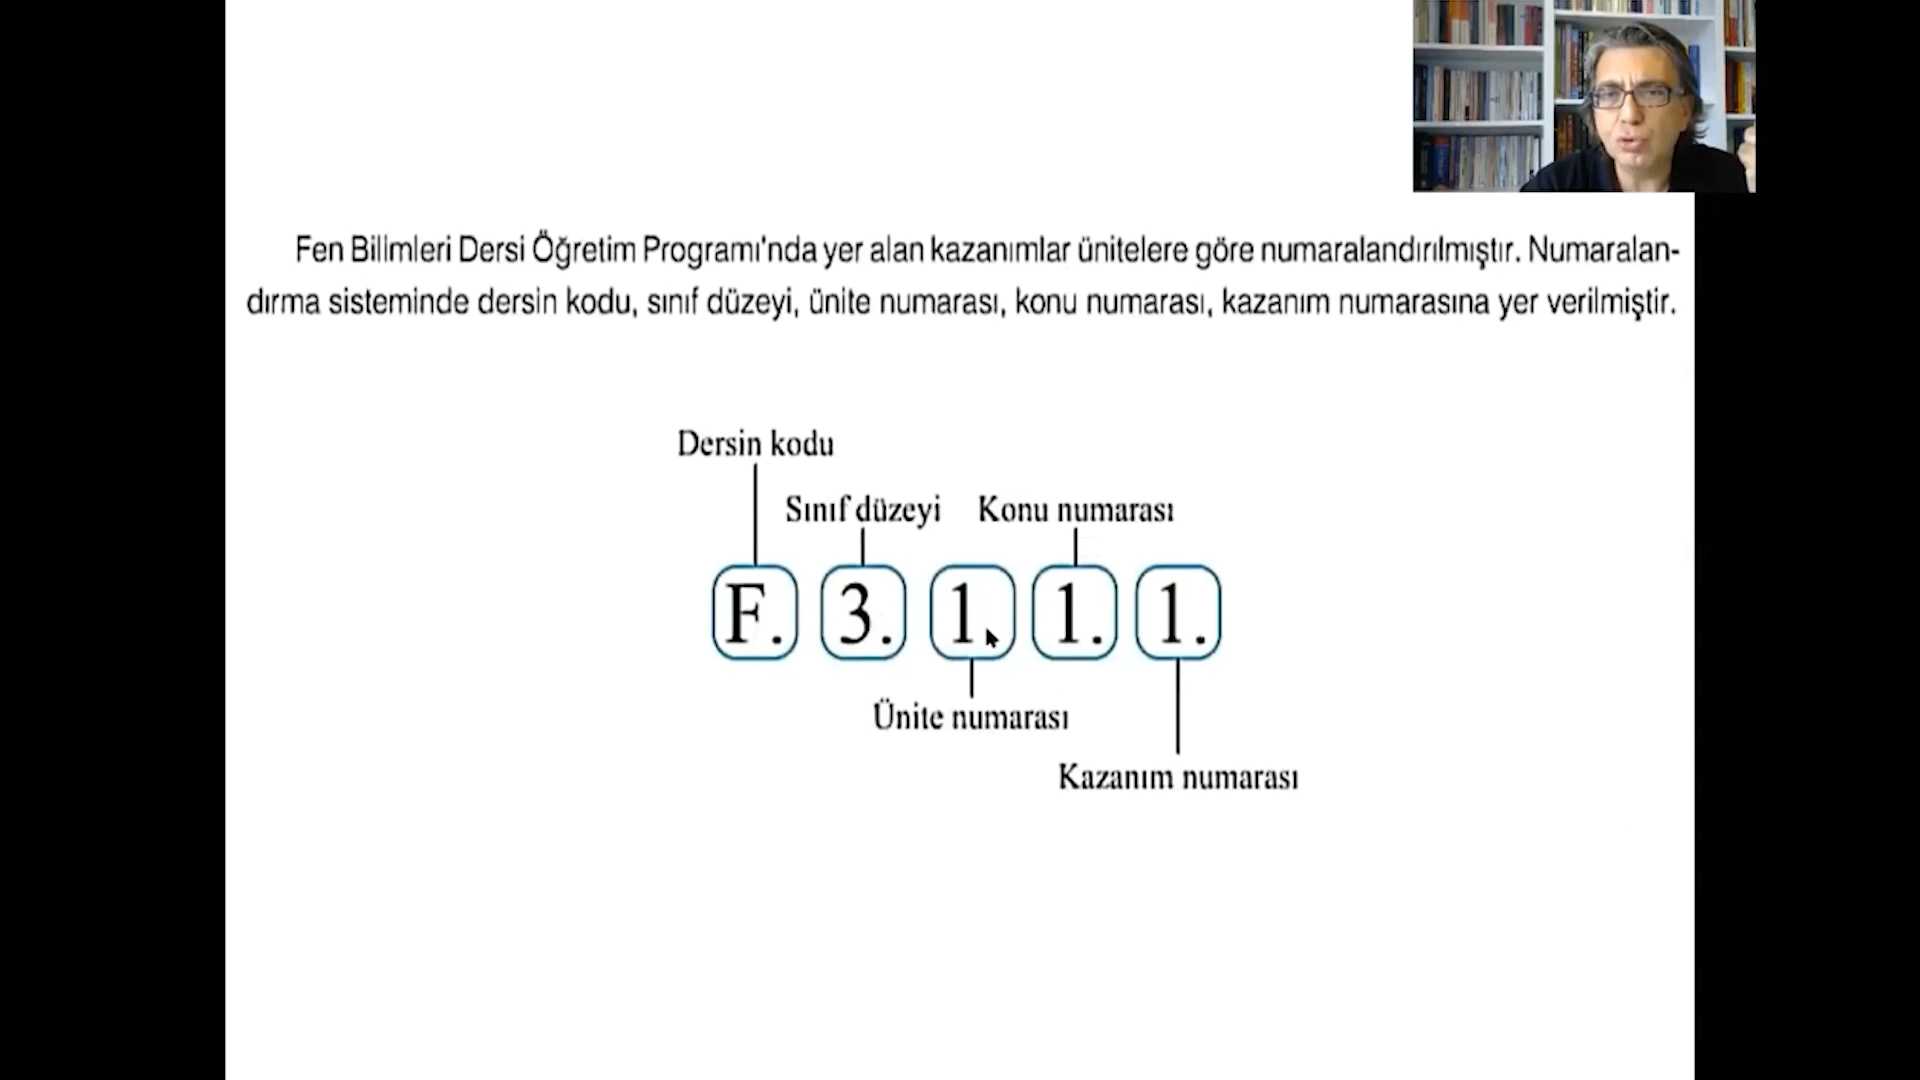 Fen Bilimleri Dersi Öğretim Programı'nda yer alan kazanımlar ünitelere göre numaralandırılmıştır. Numaralan-
dırma sisteminde dersin kodu, sınıf düzeyi, ünite numarası, konu numarası, kazanım numarasına yer verilmiştir.
Dersin kodu
Sınıf düzeyi Konu numarası
F. 3. 1. 1. 1.
Ünite numarası
Kazanım numarası